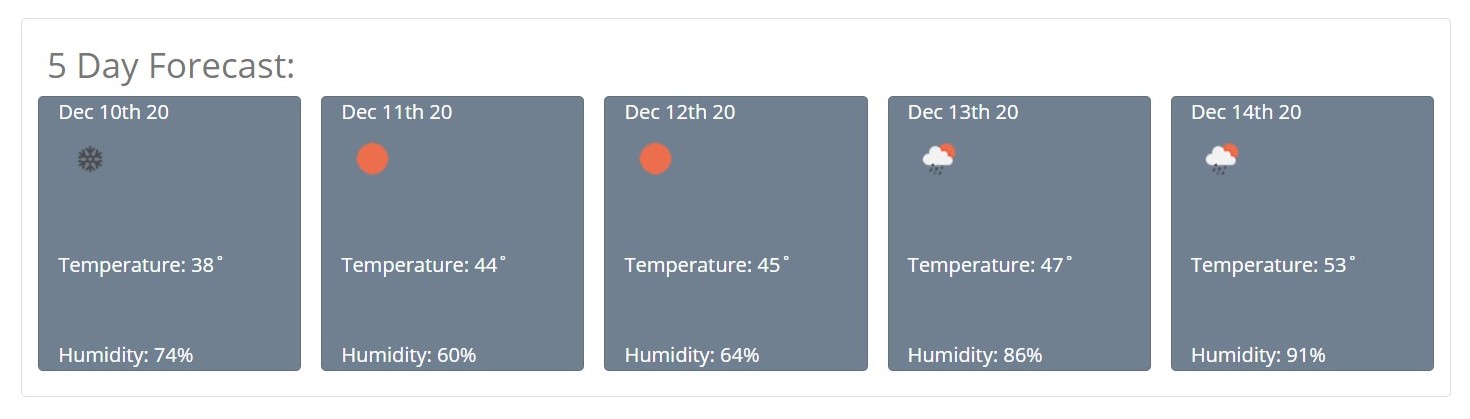 5 Day Forecast:
Dec 10th 20
Temperature: 38˚
Humidity: 74%
Dec 11th 20
Temperature: 44˚
Humidity: 60%
Dec 12th 20
Temperature: 45˚
Humidity: 64%
Dec 13th 20
Temperature: 47˚
Humidity: 86%
Dec 14th 20
Temperature: 53˚
Humidity: 91%